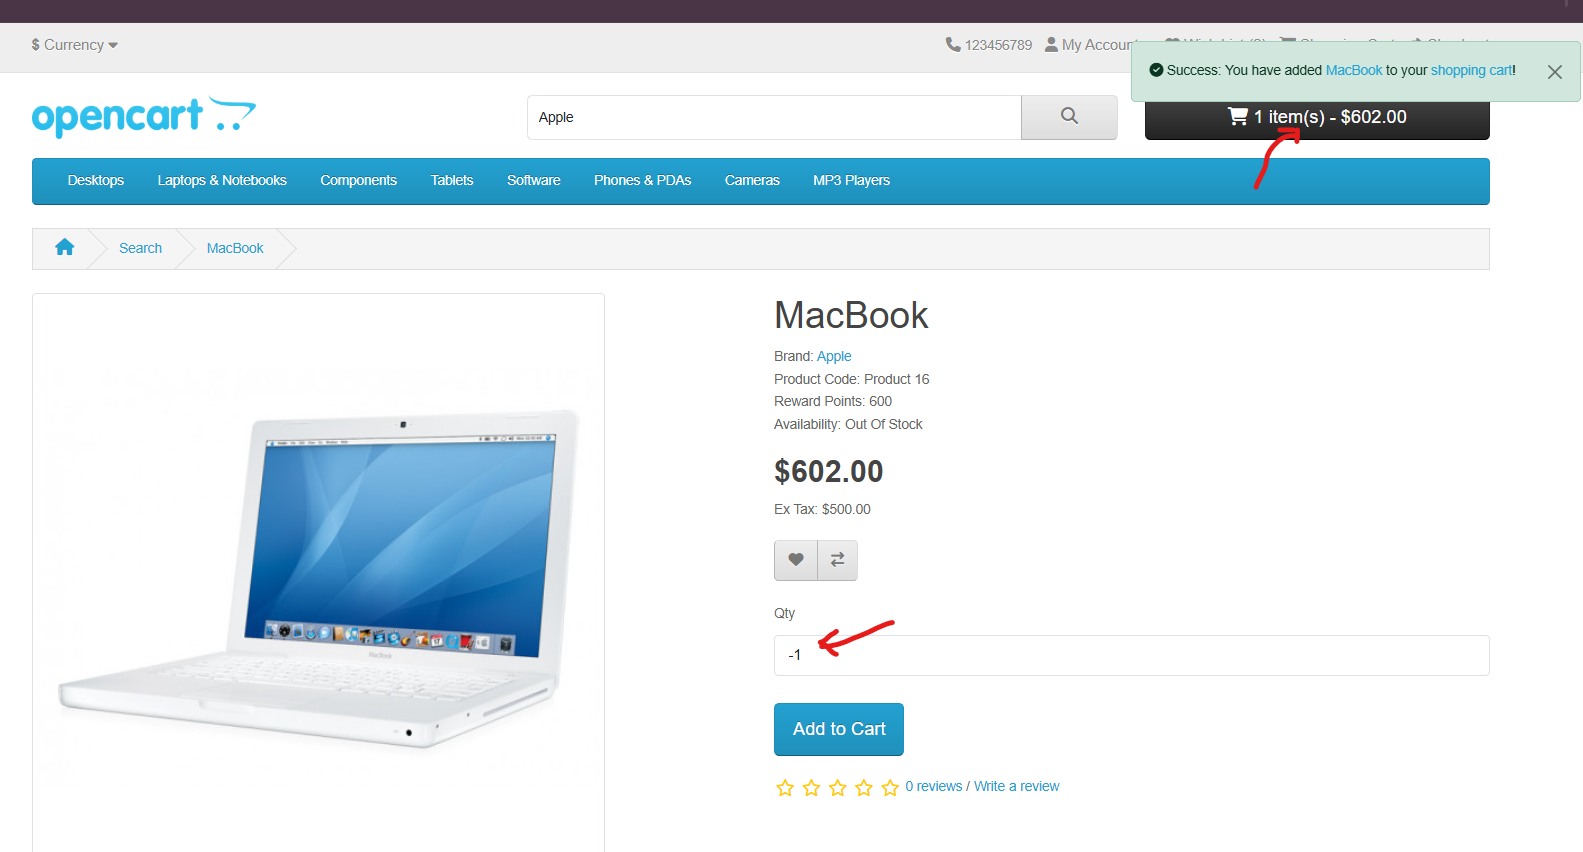 $ Currency
123456789 My Account
Success: You have added MacBook to your shopping cart!
opencart
Apple
1 item(s) - $602.00
Desktops Laptops & Notebooks Components Tablets Software Phones & PDAs Cameras MP3 Players
Search MacBook
MacBook
Brand: Apple
Product Code: Product 16
Reward Points: 600
Availability: Out Of Stock
$602.00
Ex Tax: $500.00
Qty
-1
Add to Cart
0 reviews / Write a review